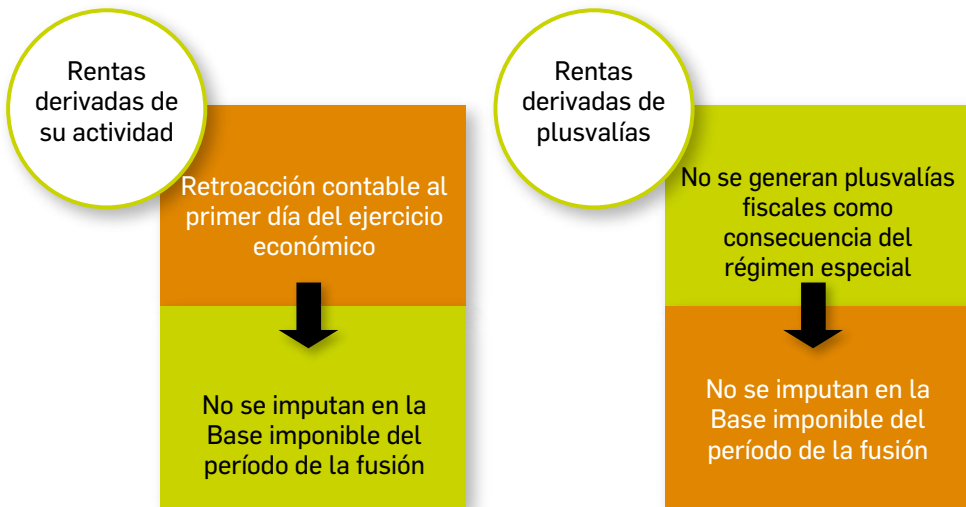 Rentas
derivadas de
su actividad
Retroacción contable al
primer día del ejercicio
económico
No se imputan en la
Base imponible del
período de la fusión
Rentas
derivadas de
plusvalías
No se generan plusvalías
fiscales como
consecuencia del
régimen especial
No se imputan en la
Base imponible del
período de la fusión